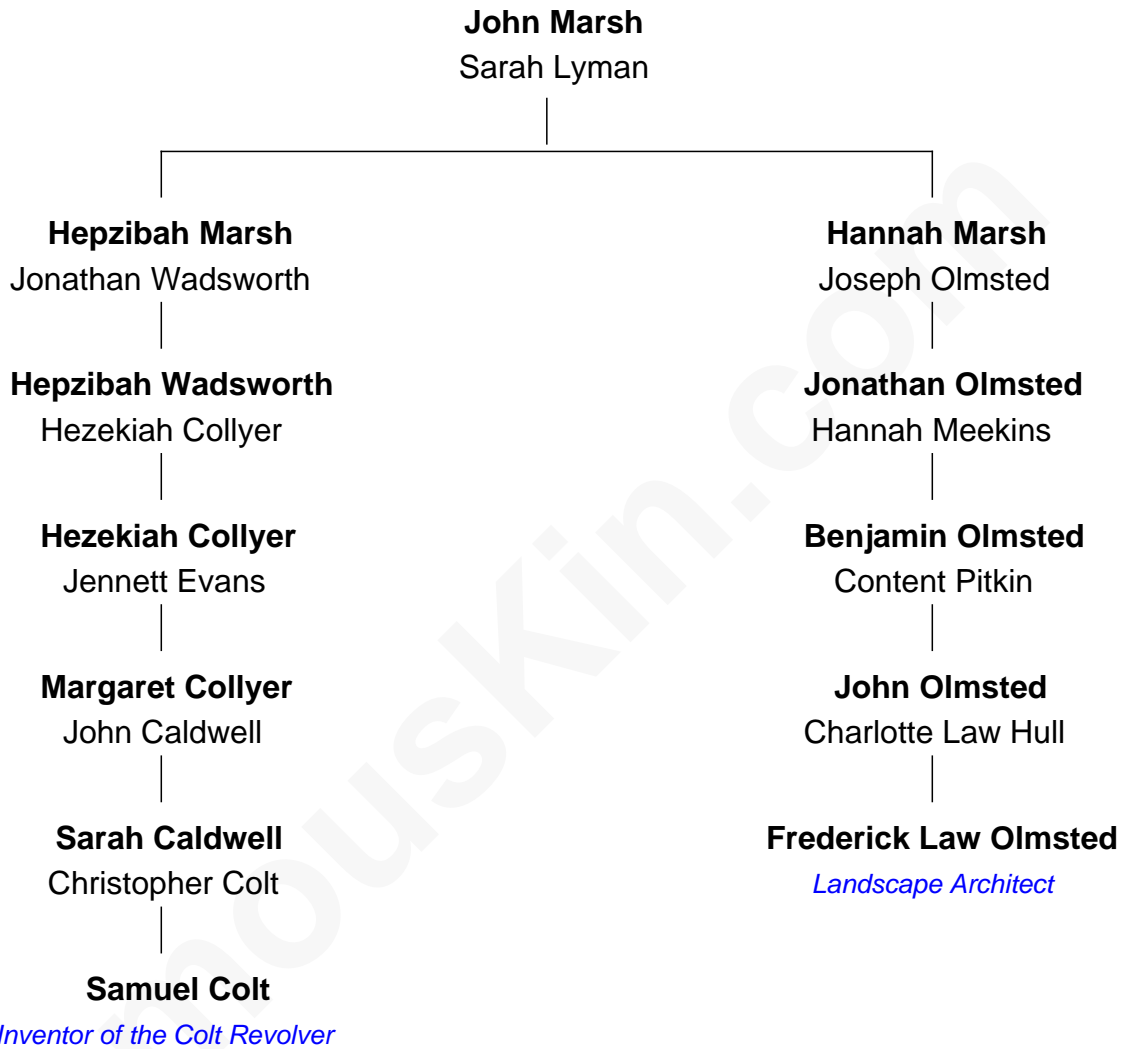 John Marsh
Sarah Lyman
Hepzibah Marsh
Jonathan Wadsworth
Hannah Marsh
Joseph Olmsted
Hepzibah Wadsworth
Hezekiah Collyer
Jonathan Olmsted
Hannah Meekins
Hezekiah Collyer
Jennett Evans
Benjamin Olmsted
Content Pitkin
Margaret Collyer
John Caldwell
John Olmsted
Charlotte Law Hull
Sarah Caldwell
Christopher Colt
Frederick Law Olmsted
Landscape Architect
Samuel Colt
Inventor of the Colt Revolver
mousKin.com